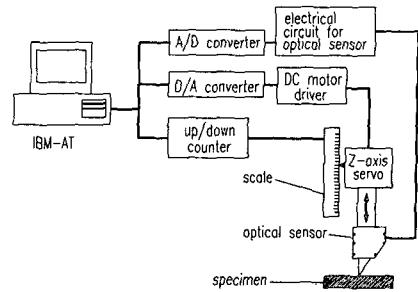 A/D converter
electrical
circuit for
optical sensor
D/A converter
DC motor
driver
IBM-AT
up/down
counter
Z-axis
servo
scale
optical sensor
specimen